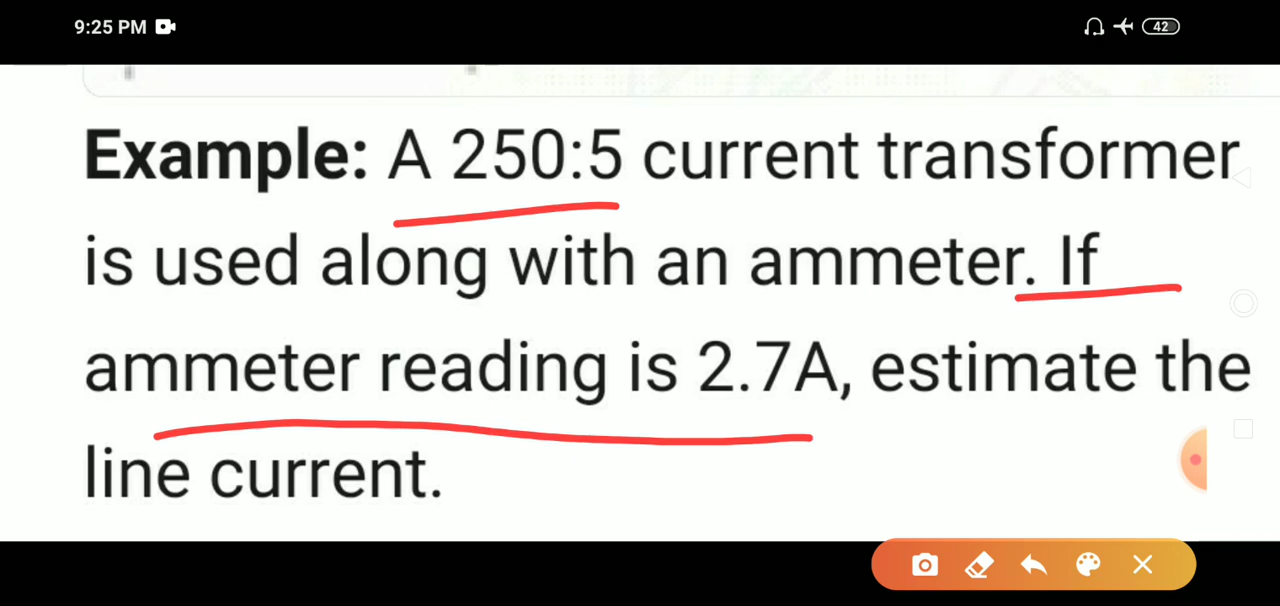 9:25 PM
42
Example: A 250:5 current transformer
is used along with an ammeter. If
ammeter reading is 2.7A, estimate the
line current.